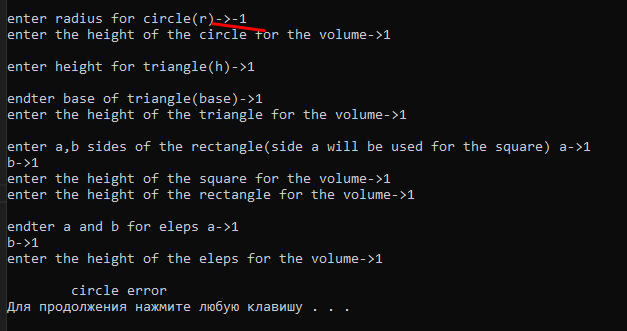 enter radius for circle(r)->-1
enter the height of the circle for the volume->1
enter height for triangle(h)->1
endter base of triangle(base)->1
enter the height of the triangle for the volume->1
enter a,b sides of the rectangle(side a will be used for the square) a->1
b->1
enter the height of the square for the volume->1
enter the height of the rectangle for the volume->1
endter a and b for eleps a->1
b->1
enter the height of the eleps for the volume->1
circle error
Для продолжения нажмите любую клавишу . . .